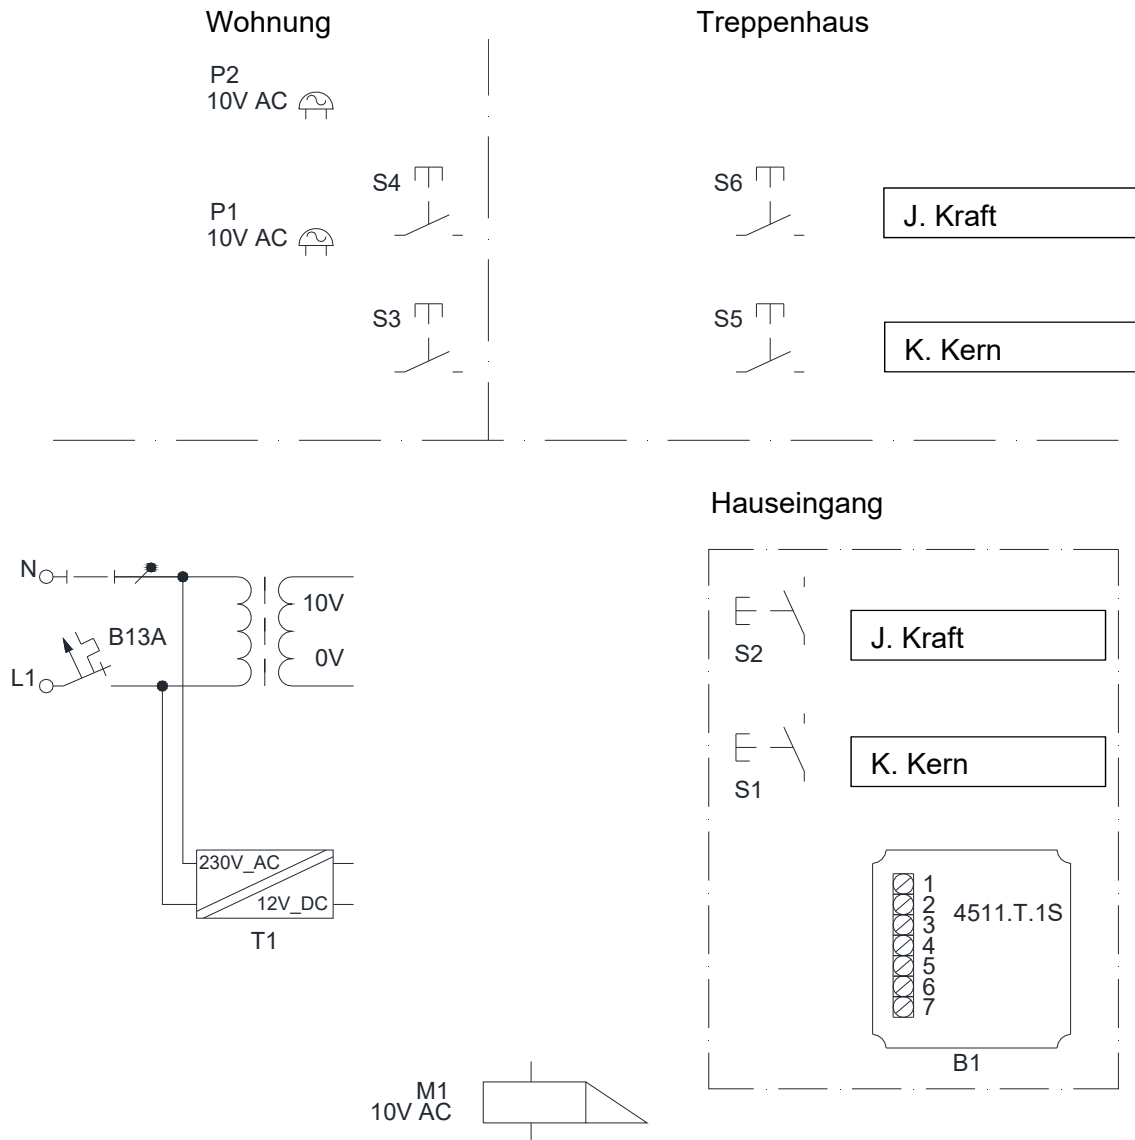 Wohnung
Treppenhaus
P2
10V AC
S4
S6
J. Kraft
P1
10V AC
S3
S5
K. Kern
Hauseingang
N
10V
B13A
0V
L1
S2
J. Kraft
S1
K. Kern
230V_AC
12V_DC
T1
1
2
3
4
5
6
7
4511.T.1S
B1
M1
10V AC